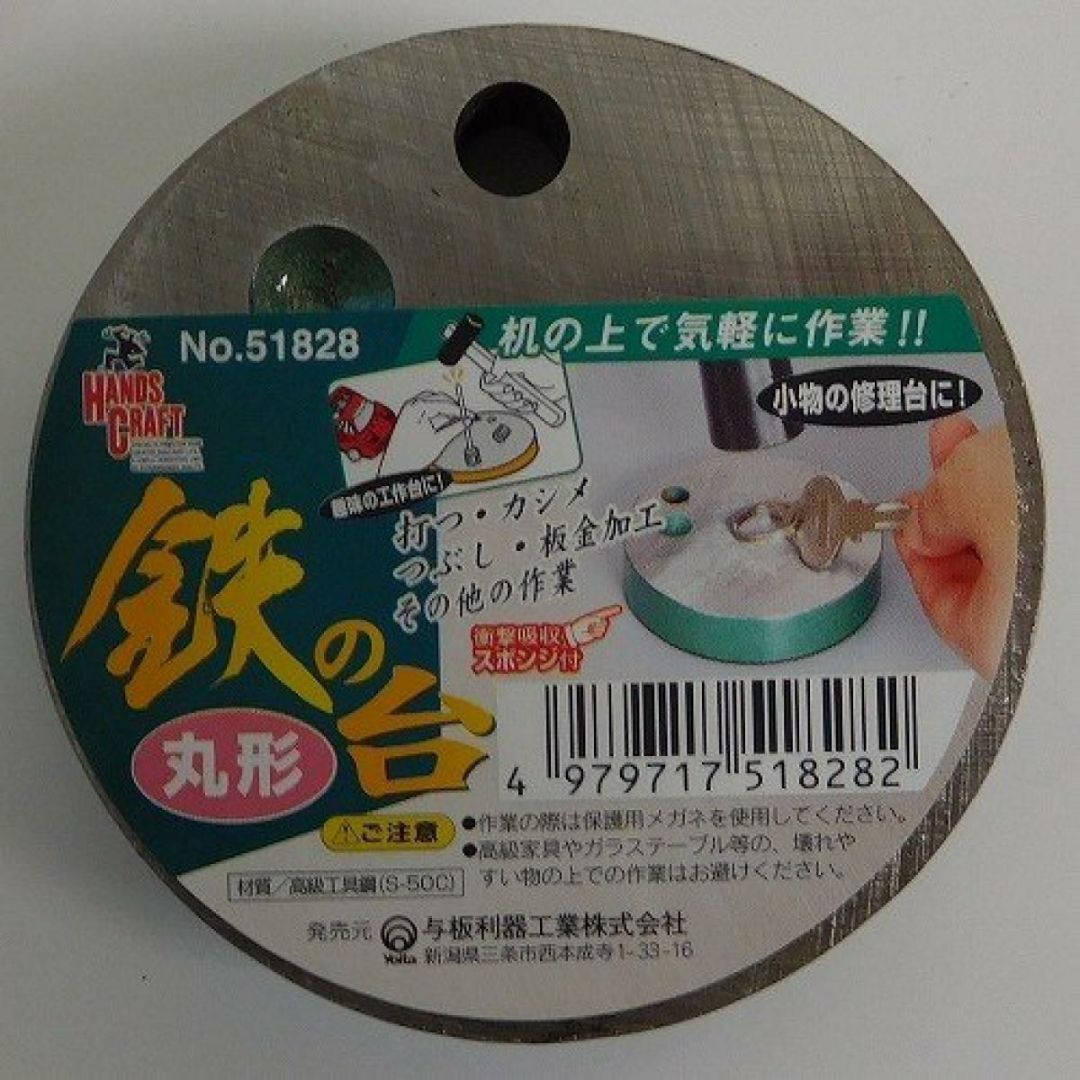 No.51828
HANDS
CRAFT
机の上で気軽に作業!!
小物の修理台に!
趣味の工作台に!
打つ・カシメ
つぶし・板金加工
その他の作業
衝撃吸収
スポンジ付
鉄の台
丸形
4 979717 518282
⚠ご注意
●作業の際は保護用メガネを使用してください。
●高級家具やガラステーブル等の、壊れや
すい物の上での作業はお避けください。
材質/高級工具鋼(S-50C)
発売元 Yoita 与板利器工業株式会社
新潟県三条市西本成寺1-33-16